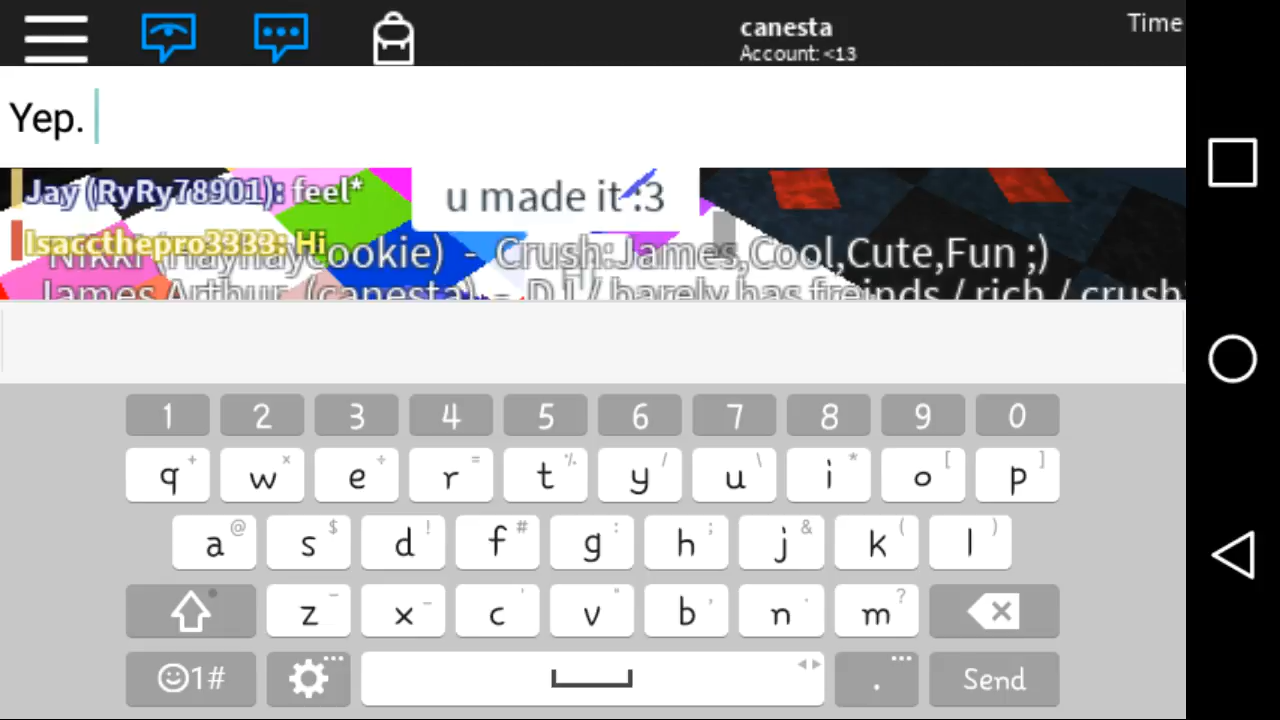 canesta
Account: <13
Time
Yep.
Jay (RyRy78901): feel*
u made it :3
Isaccthepro3333: Hi
Nikki (Haynaycookie) - Crush:James,Cool,Cute,Fun ;)
James Arthur (canesta) - DJ / barely has freinds / rich / crush
1 2 3 4 5 6 7 8 9 0
q + w × e ÷ r = t % y / u \ i * o [ p ]
a @ s $ d ! f # g : h ; j & k ( l )
z – x - c ' v " b , n . m ?
1# . Send